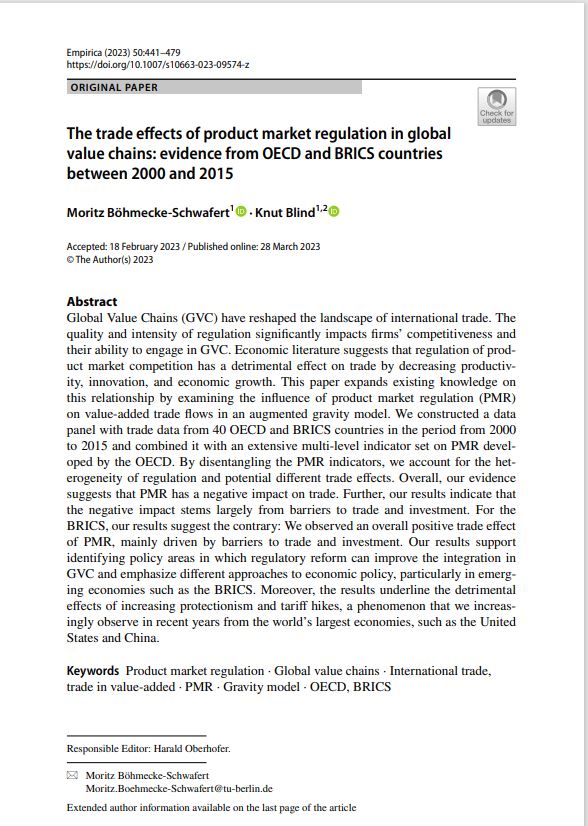 Empirica (2023) 50:441–479
https://doi.org/10.1007/s10663-023-09574-z
ORIGINAL PAPER
Check for
updates
The trade effects of product market regulation in global
value chains: evidence from OECD and BRICS countries
between 2000 and 2015
Moritz Böhmecke-Schwafert1 iD · Knut Blind1,2 iD
Accepted: 18 February 2023 / Published online: 28 March 2023
© The Author(s) 2023
Abstract
Global Value Chains (GVC) have reshaped the landscape of international trade. The
quality and intensity of regulation significantly impacts firms’ competitiveness and
their ability to engage in GVC. Economic literature suggests that regulation of prod-
uct market competition has a detrimental effect on trade by decreasing productiv-
ity, innovation, and economic growth. This paper expands existing knowledge on
this relationship by examining the influence of product market regulation (PMR)
on value-added trade flows in an augmented gravity model. We constructed a data
panel with trade data from 40 OECD and BRICS countries in the period from 2000
to 2015 and combined it with an extensive multi-level indicator set on PMR devel-
oped by the OECD. By disentangling the PMR indicators, we account for the het-
erogeneity of regulation and potential different trade effects. Overall, our evidence
suggests that PMR has a negative impact on trade. Further, our results indicate that
the negative impact stems largely from barriers to trade and investment. For the
BRICS, our results suggest the contrary: We observed an overall positive trade effect
of PMR, mainly driven by barriers to trade and investment. Our results support
identifying policy areas in which regulatory reform can improve the integration in
GVC and emphasize different approaches to economic policy, particularly in emerg-
ing economies such as the BRICS. Moreover, the results underline the detrimental
effects of increasing protectionism and tariff hikes, a phenomenon that we increas-
ingly observe in recent years from the world’s largest economies, such as the United
States and China.
Keywords Product market regulation · Global value chains · International trade,
trade in value-added · PMR · Gravity model · OECD, BRICS
Responsible Editor: Harald Oberhofer.
Moritz Böhmecke-Schwafert
Moritz.Boehmecke-Schwafert@tu-berlin.de
Extended author information available on the last page of the article